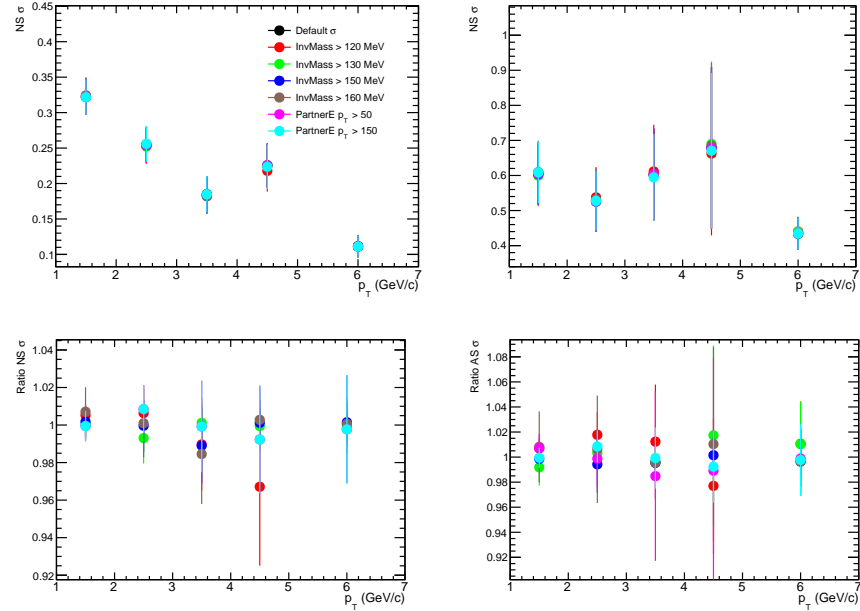 NS σ
0.45
0.4
0.35
0.3
0.25
0.2
0.15
0.1
1 2 3 4 5 6 7
p_T (GeV/c)
Default σ
InvMass > 120 MeV
InvMass > 130 MeV
InvMass > 150 MeV
InvMass > 160 MeV
PartnerE p_T > 50
PartnerE p_T > 150
NS σ
1
0.9
0.8
0.7
0.6
0.5
0.4
1 2 3 4 5 6 7
p_T (GeV/c)
Ratio NS σ
1.04
1.02
1
0.98
0.96
0.94
0.92
1 2 3 4 5 6 7
p_T (GeV/c)
Ratio AS σ
1.08
1.06
1.04
1.02
1
0.98
0.96
0.94
0.92
1 2 3 4 5 6 7
p_T (GeV/c)